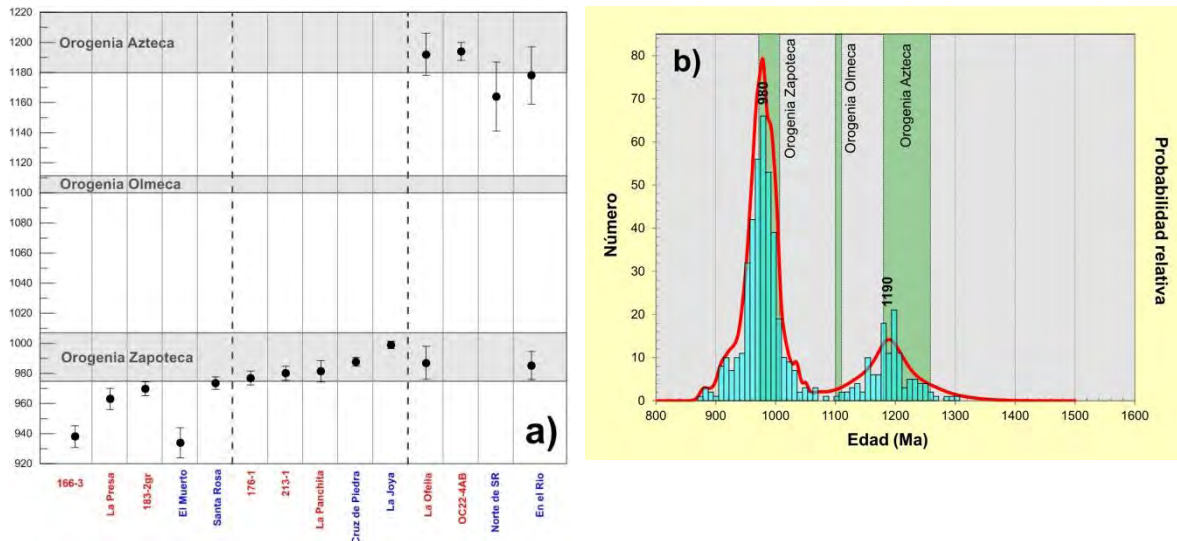 1220
1200
1180
1160
1140
1120
1100
1080
1060
1040
1020
1000
980
960
940
920
Orogenia Azteca
Orogenia Olmeca
Orogenia Zapoteca
a)
166-3
La Presa
183-2gr
El Muerto
Santa Rosa
176-1
213-1
La Panchita
Cruz de Piedra
La Joya
La Ofelia
OC22-4AB
Norte de SR
En el Rio
b)
80
70
60
50
40
30
20
10
0
Número
980
Orogenia Zapoteca
Orogenia Olmeca
1190
Orogenia Azteca
Probabilidad relativa
800 900 1000 1100 1200 1300 1400 1500 1600
Edad (Ma)